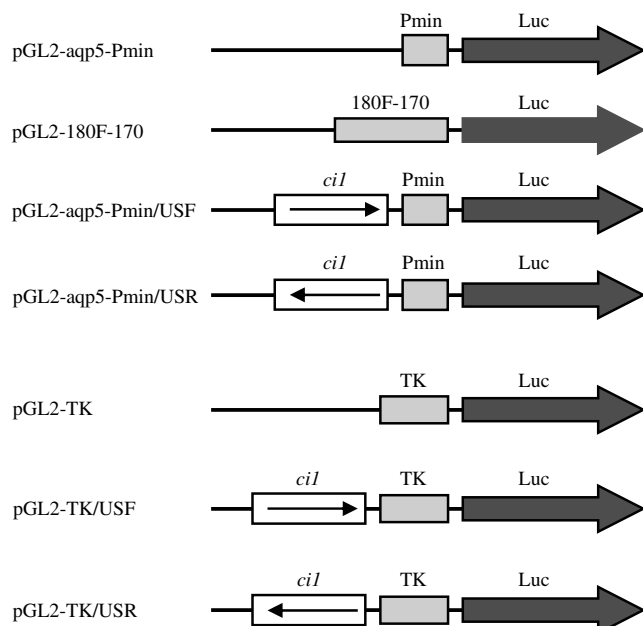 Pmin Luc
pGL2-aqp5-Pmin
180F-170 Luc
pGL2-180F-170
ci1 Pmin Luc
pGL2-aqp5-Pmin/USF
ci1 Pmin Luc
pGL2-aqp5-Pmin/USR
TK Luc
pGL2-TK
ci1 TK Luc
pGL2-TK/USF
ci1 TK Luc
pGL2-TK/USR